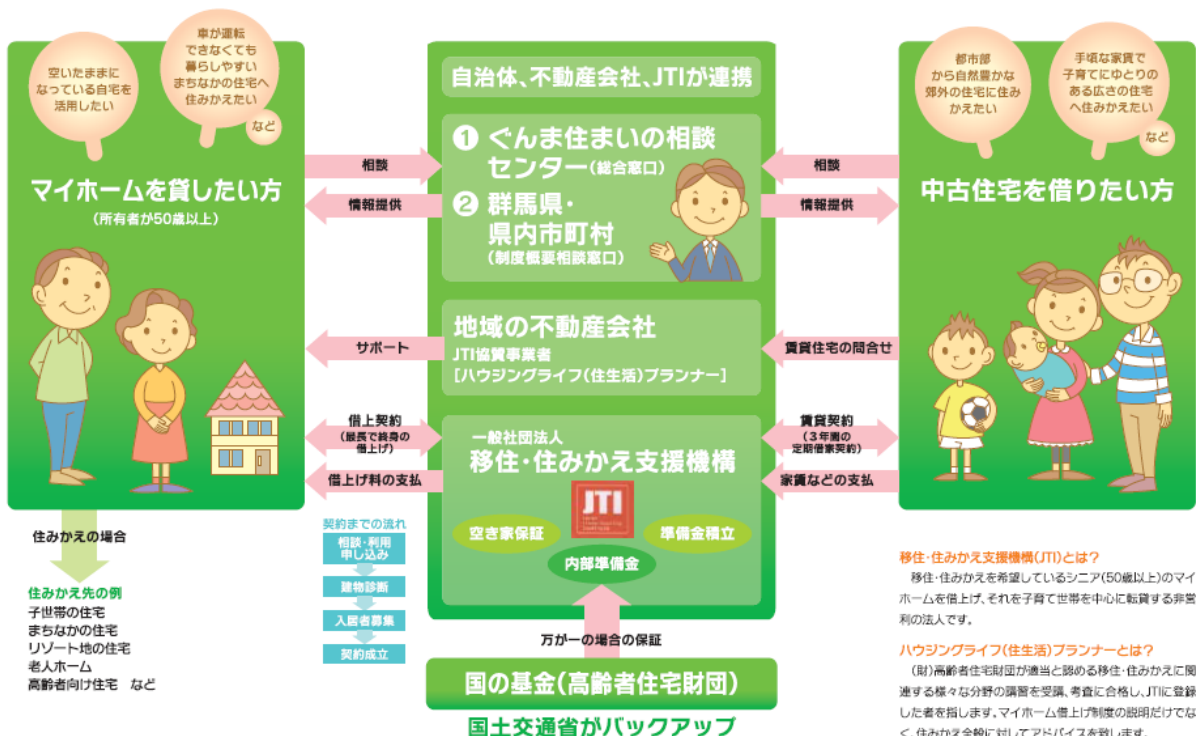 空いたままに
なっている自宅を
活用したい
車が運転
できなくても
暮らしやすい
まちなかの住宅へ
住みかえたい
など
マイホームを貸したい方
(所有者が50歳以上)
相談
情報提供
サポート
借上契約
(最長で終身の
借上げ)
借上げ料の支払
自治体、不動産会社、JTIが連携
❶ ぐんま住まいの相談
センター(総合窓口)
❷ 群馬県・
県内市町村
(制度概要相談窓口)
地域の不動産会社
JTI協賛事業者
[ハウジングライフ(住生活)プランナー]
一般社団法人
移住・住みかえ支援機構
JTI
空き家保証
準備金積立
内部準備金
万が一の場合の保証
国の基金(高齢者住宅財団)
国土交通省がバックアップ
相談
情報提供
賃貸住宅の問合せ
賃貸契約
(3年間の
定期借家契約)
家賃などの支払
都市部
から自然豊かな
郊外の住宅に住み
かえたい
手頃な家賃で
子育てにゆとりの
ある広さの住宅
へ住みかえたい
など
中古住宅を借りたい方
住みかえの場合
住みかえ先の例
子世帯の住宅
まちなかの住宅
リゾート地の住宅
老人ホーム
高齢者向け住宅 など
契約までの流れ
相談・利用
申し込み
建物診断
入居者募集
契約成立
移住・住みかえ支援機構(JTI)とは?
移住・住みかえを希望しているシニア(50歳以上)のマイ
ホームを借上げ、それを子育て世帯を中心に転貸する非営
利の法人です。
ハウジングライフ(住生活)プランナーとは?
(財)高齢者住宅財団が適当と認める移住・住みかえに関
連する様々な分野の講習を受講、考査に合格し、JTIに登録
した者を指します。マイホーム借上げ制度の説明だけでな
く、住みかえ全般に対してアドバイスを致します。